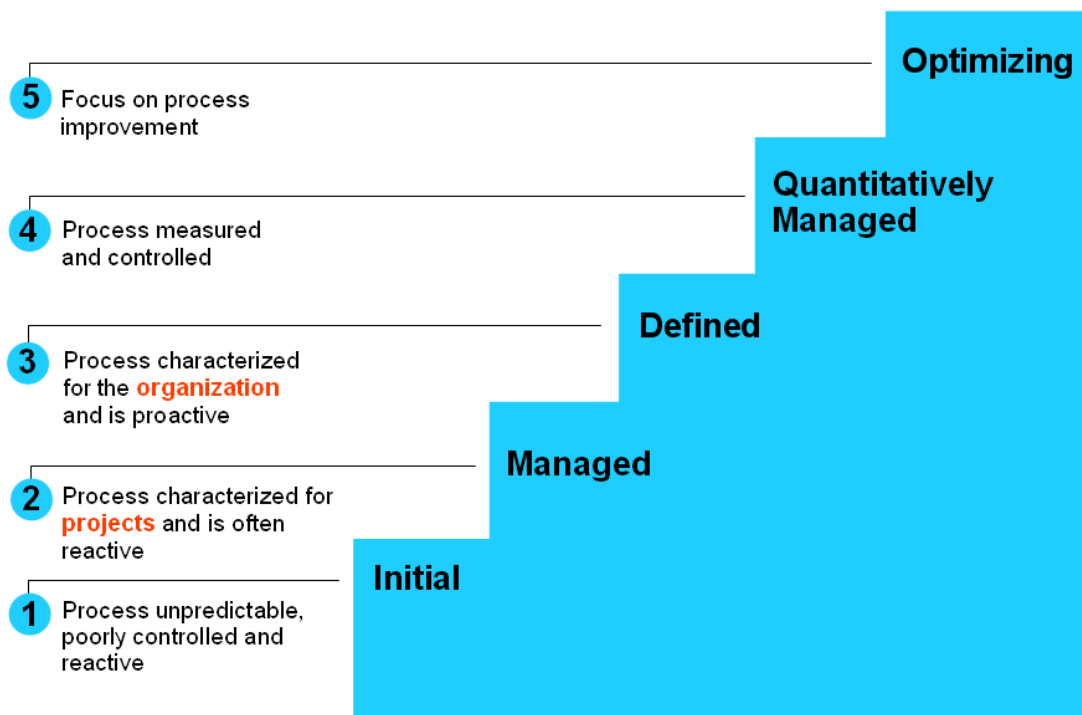 Optimizing
5
Focus on process
improvement
Quantitatively
Managed
4
Process measured
and controlled
Defined
3
Process characterized
for the organization
and is proactive
Managed
2
Process characterized for
projects and is often
reactive
Initial
1
Process unpredictable,
poorly controlled and
reactive